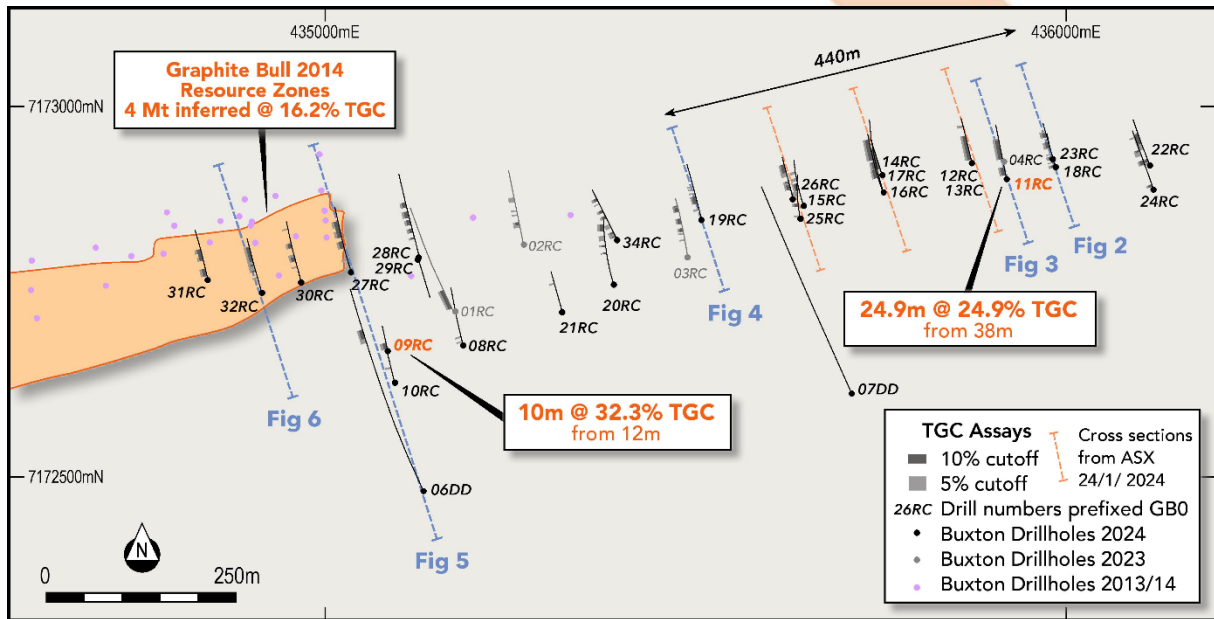 435000mE
436000mE
Graphite Bull 2014
Resource Zones
4 Mt inferred @ 16.2% TGC
440m
7173000mN
22RC
23RC
18RC
24RC
04RC
11RC
12RC
13RC
14RC
17RC
16RC
26RC
15RC
25RC
19RC
Fig 2
Fig 3
Fig 4
02RC
34RC
03RC
28RC
29RC
31RC
32RC
30RC
27RC
01RC
21RC
20RC
08RC
09RC
10RC
24.9m @ 24.9% TGC
from 38m
10m @ 32.3% TGC
from 12m
07DD
Fig 6
7172500mN
06DD
Fig 5
N
0
250m
TGC Assays
10% cutoff
5% cutoff
Cross sections
from ASX
24/1/ 2024
26RC Drill numbers prefixed GB0
Buxton Drillholes 2024
Buxton Drillholes 2023
Buxton Drillholes 2013/14